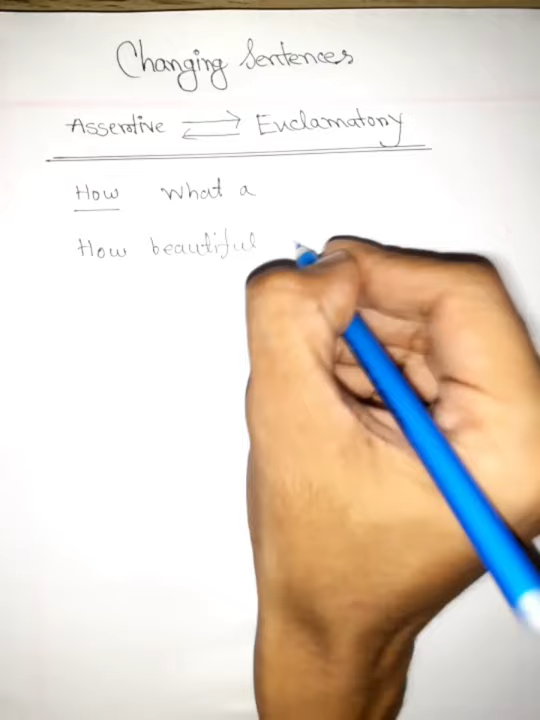 Changing Sentences
Assertive ⇄ Exclamatory
How What a
How beautiful